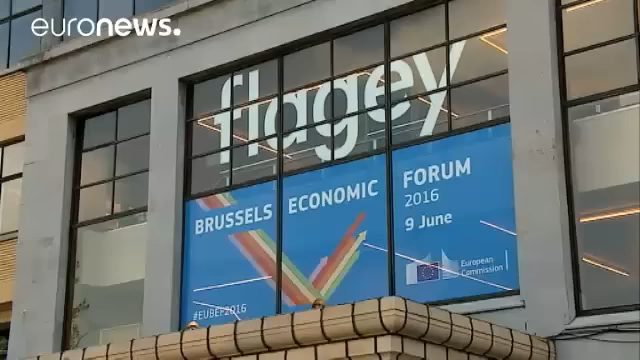 euronews.
flagey
BRUSSELS ECONOMIC FORUM
2016
9 June
European
Commission
#EUBEF2016